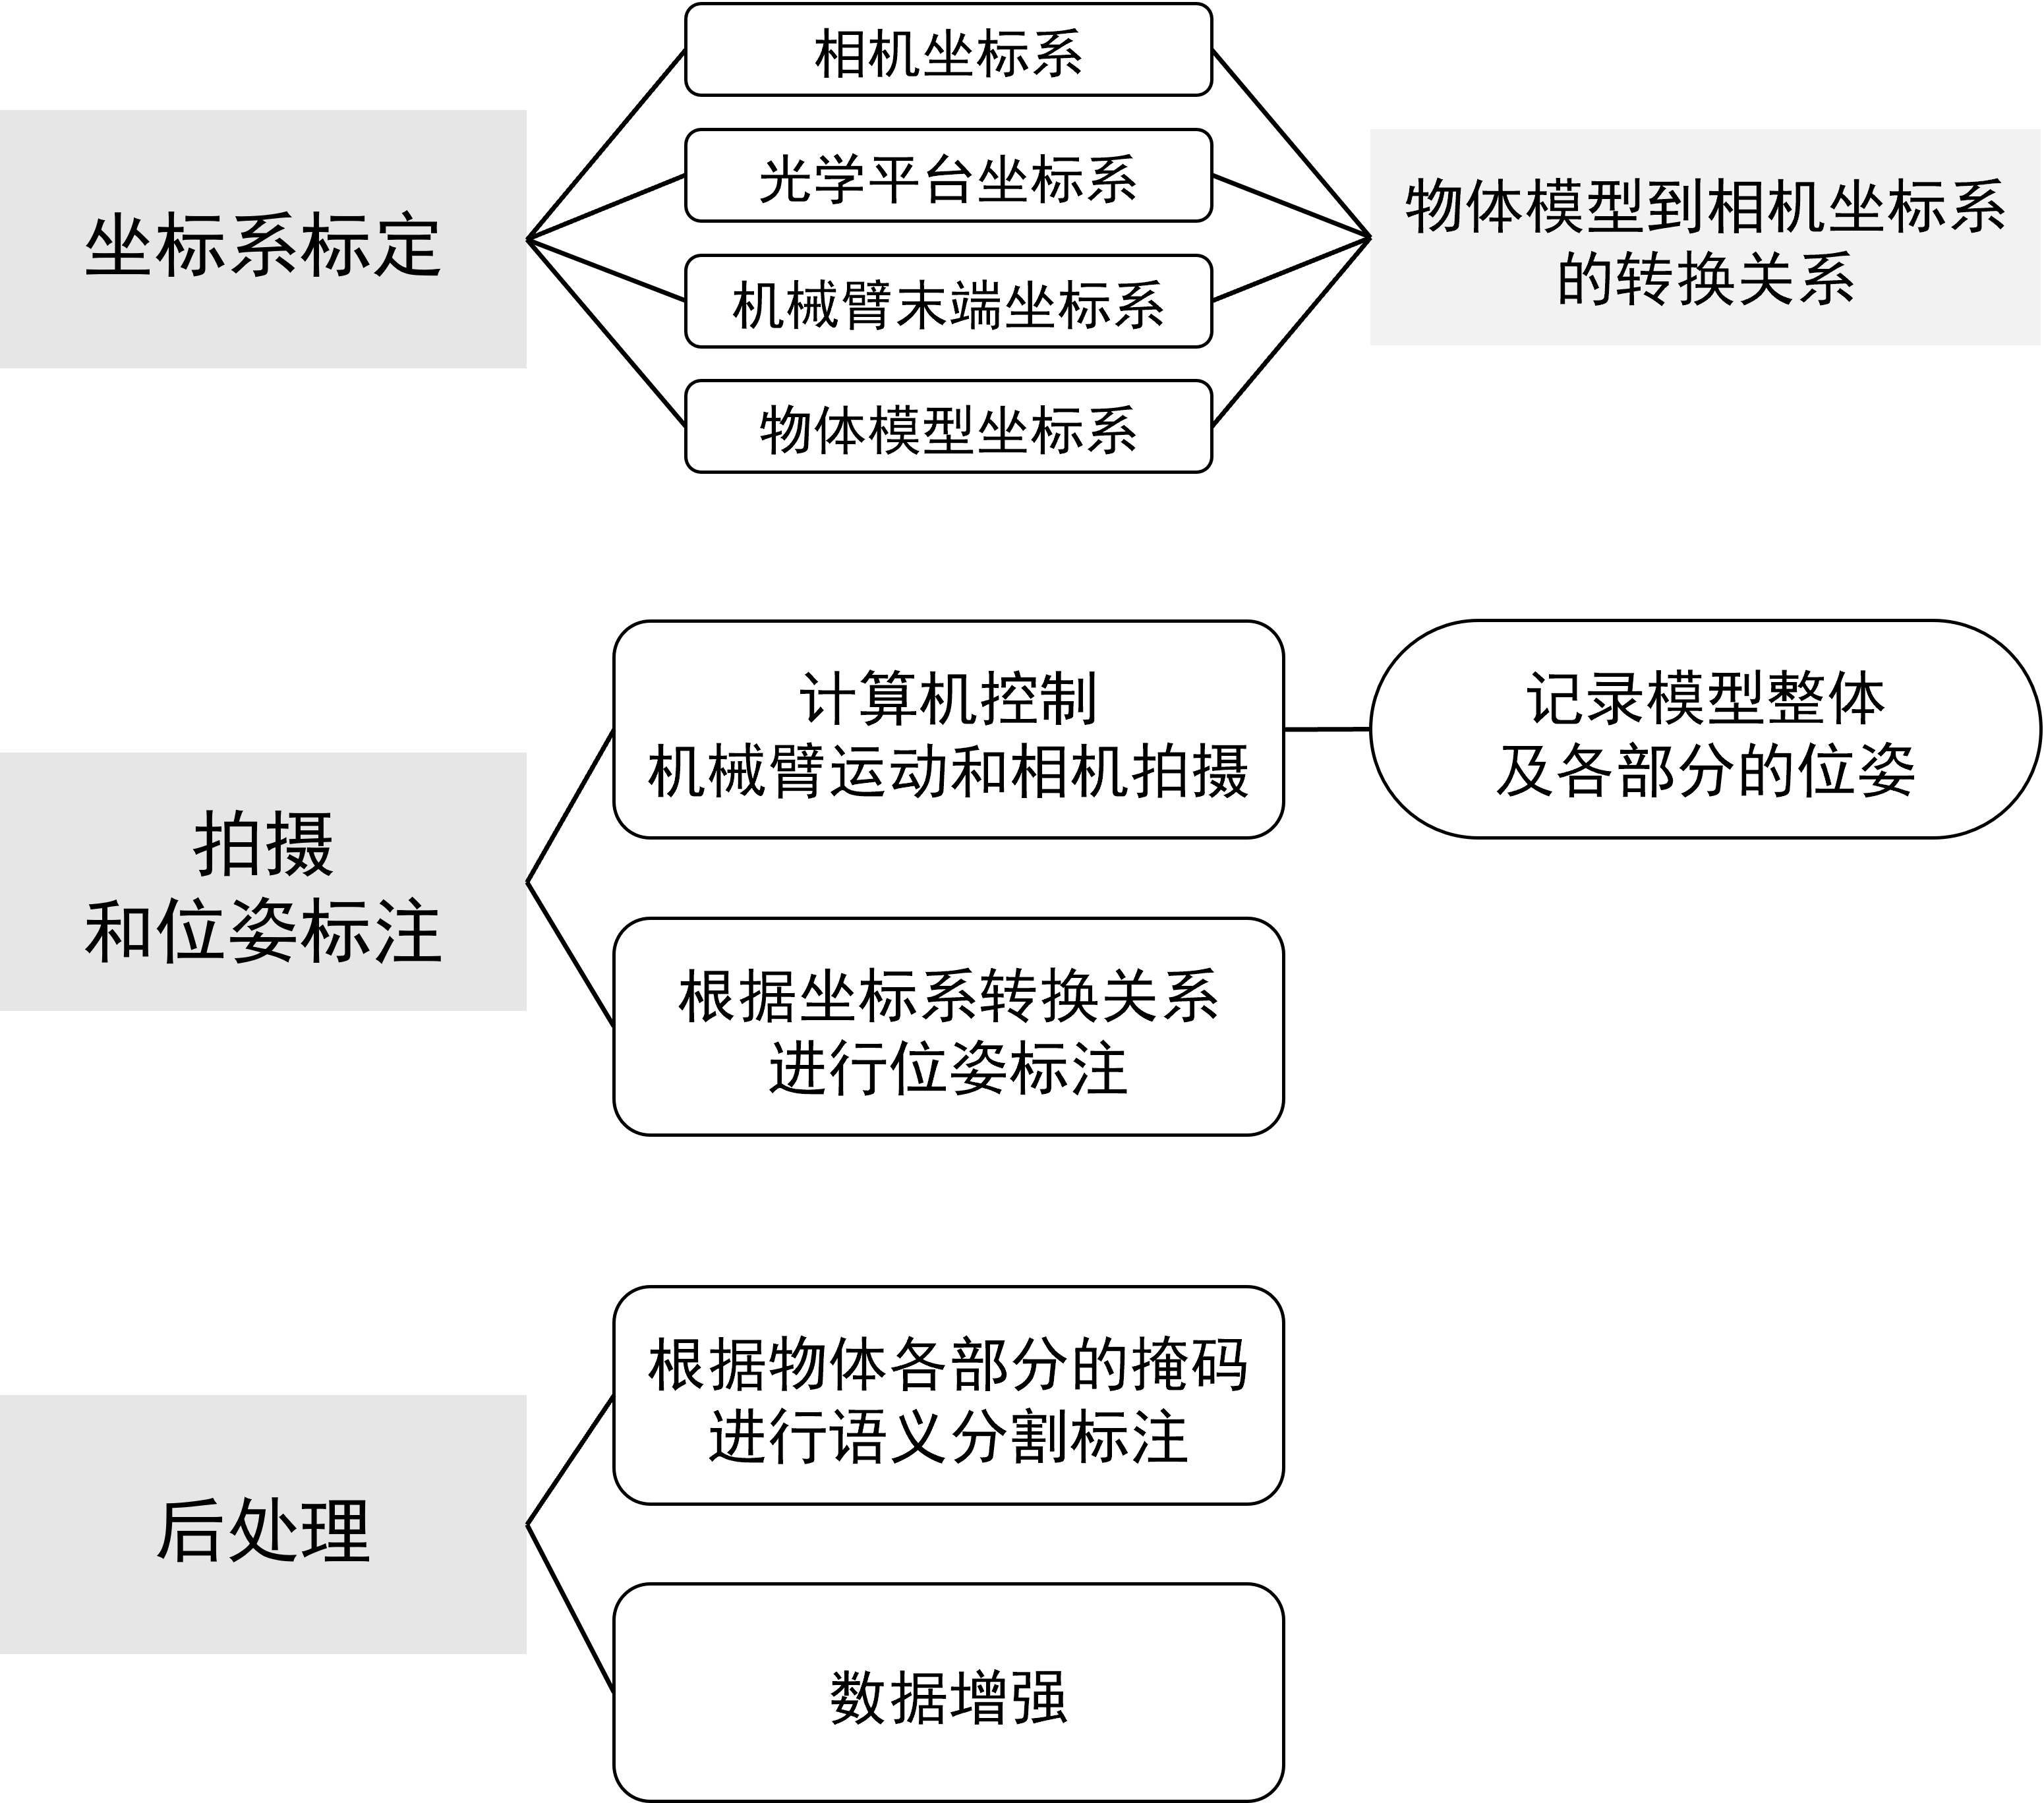 坐标系标定
相机坐标系
光学平台坐标系
机械臂末端坐标系
物体模型坐标系
物体模型到相机坐标系
的转换关系
拍摄
和位姿标注
计算机控制
机械臂运动和相机拍摄
记录模型整体
及各部分的位姿
根据坐标系转换关系
进行位姿标注
后处理
根据物体各部分的掩码
进行语义分割标注
数据增强